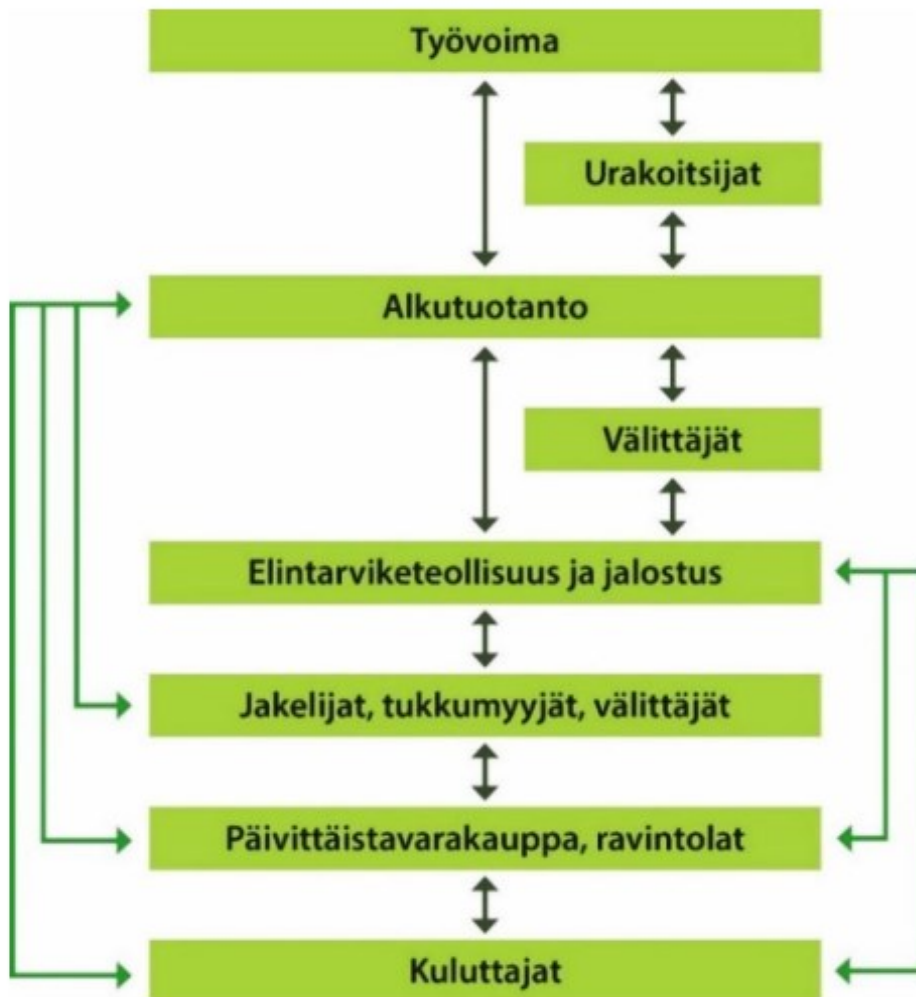 Työvoima
Urakoitsijat
Alkutuotanto
Välittäjät
Elintarviketeollisuus ja jalostus
Jakelijat, tukkumyyjät, välittäjät
Päivittäistavarakauppa, ravintolat
Kuluttajat